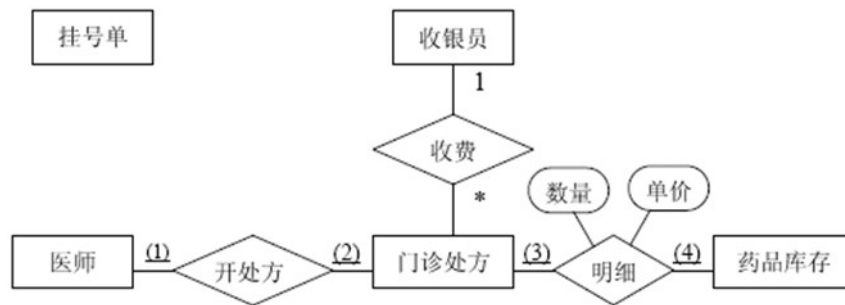 挂号单
收银员
1
收费
*
数量
单价
医师
(1)
开处方
(2)
门诊处方
(3)
明细
(4)
药品库存